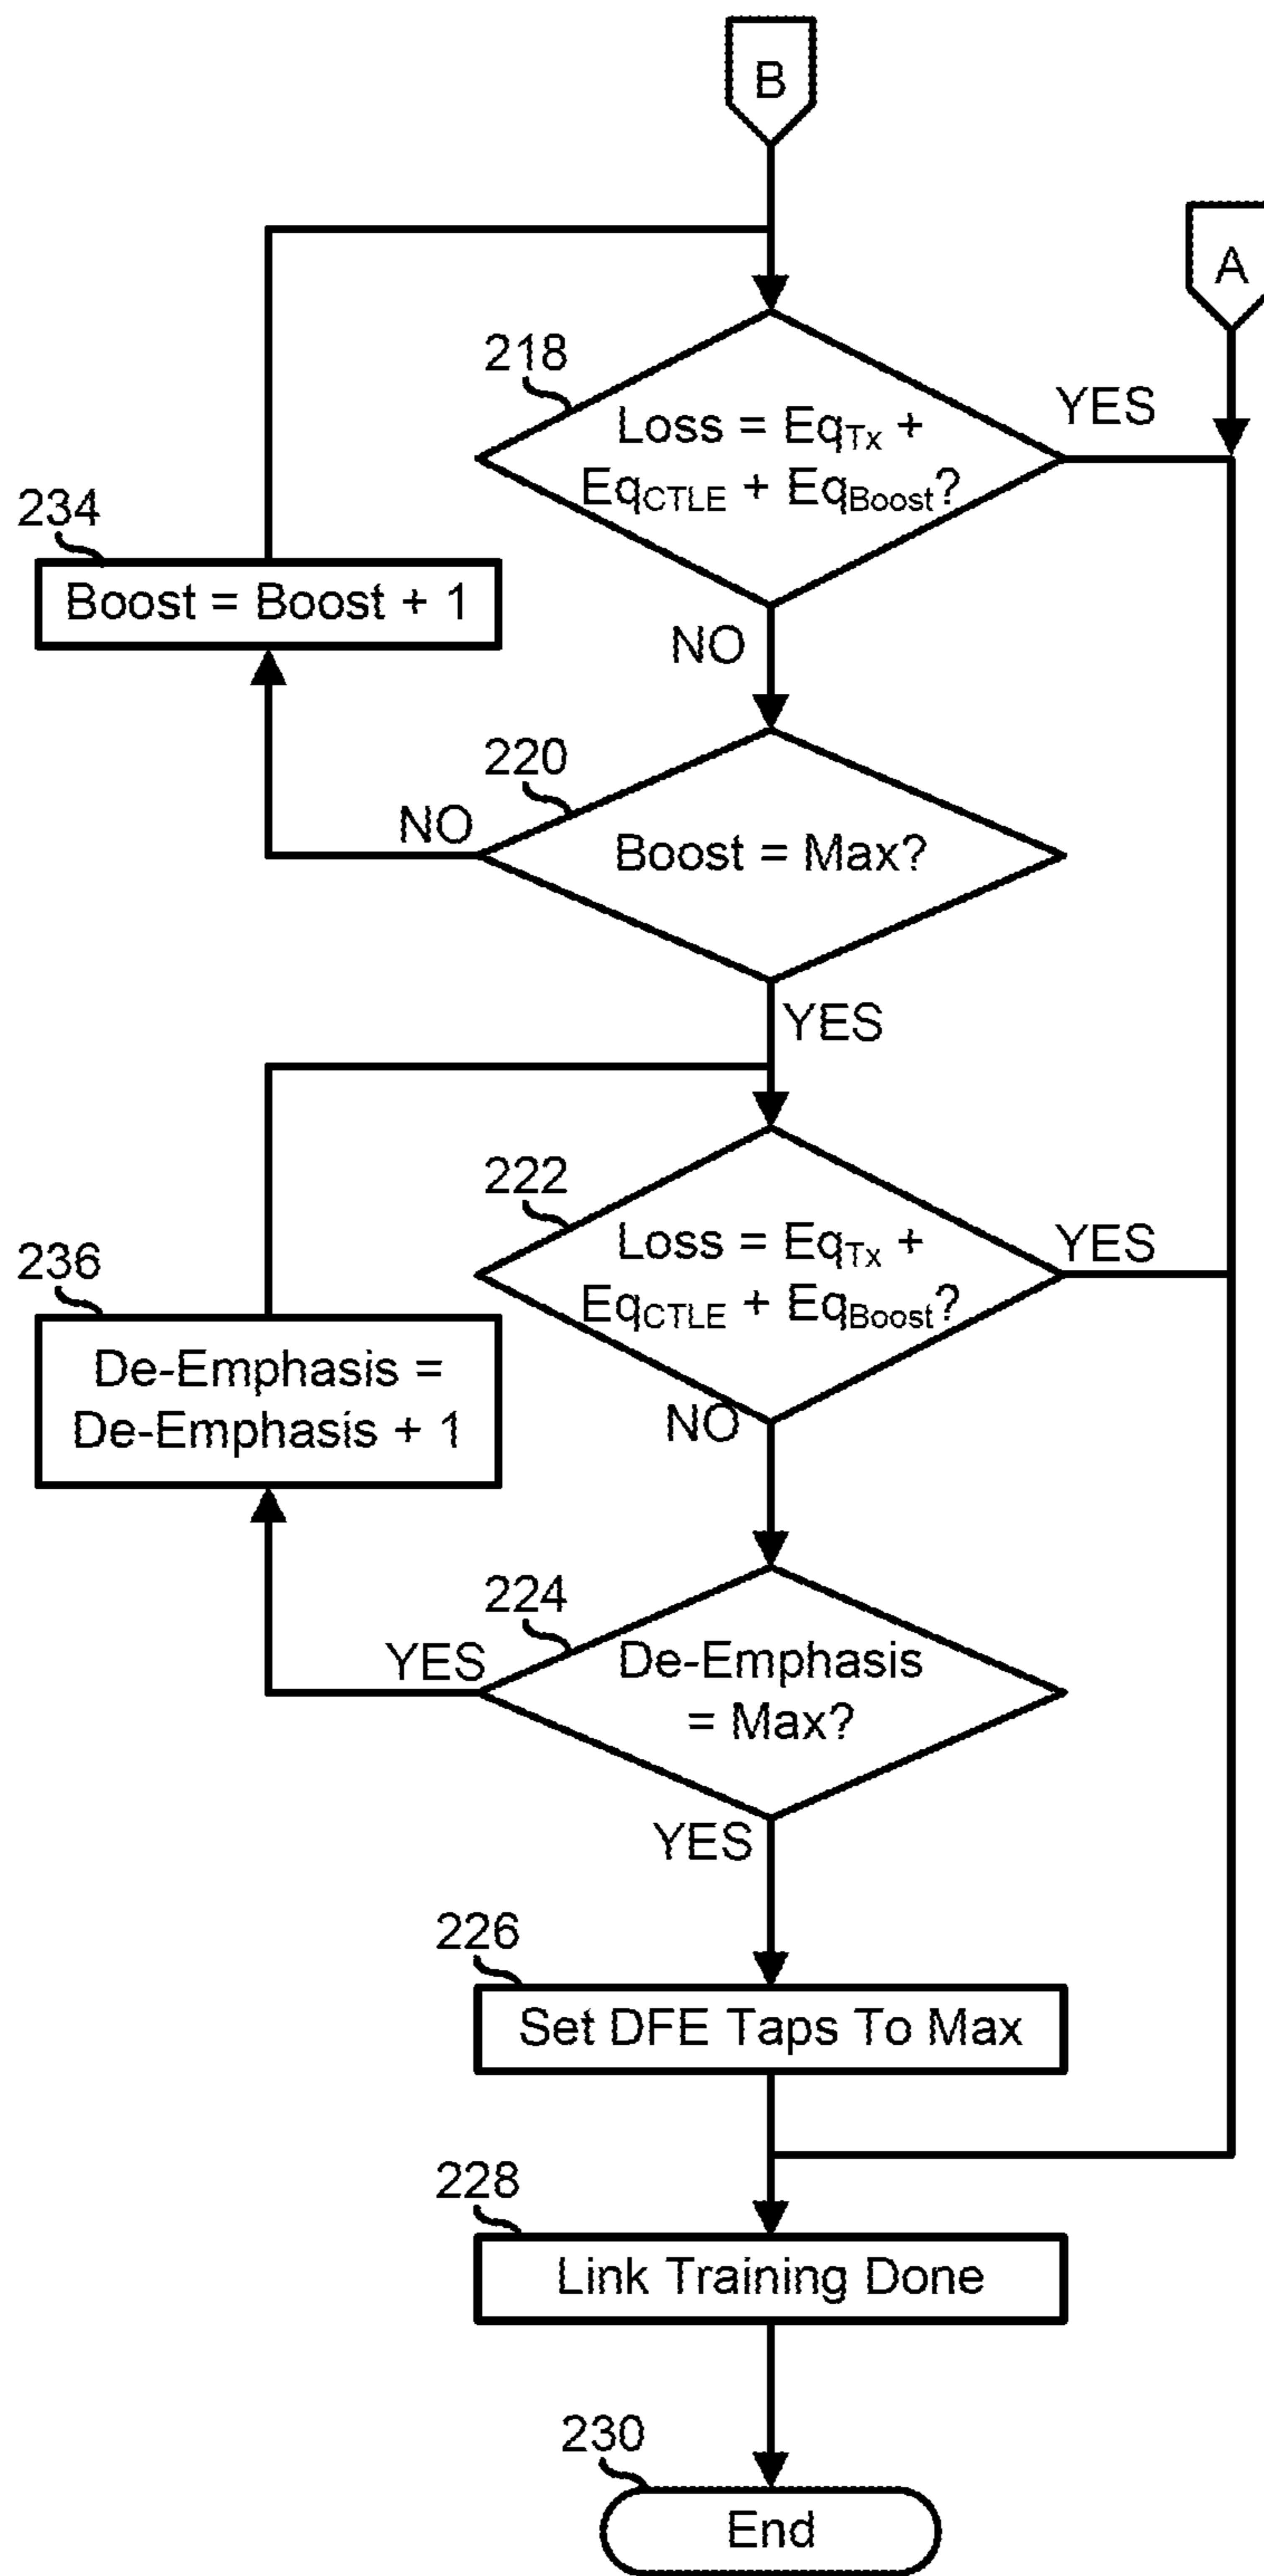 B
A
218
Loss = EqTx +
EqCTLE + EqBoost?
YES
234
Boost = Boost + 1
NO
220
NO
Boost = Max?
YES
222
Loss = EqTx +
EqCTLE + EqBoost?
YES
236
De-Emphasis =
De-Emphasis + 1
NO
224
YES
De-Emphasis
= Max?
YES
226
Set DFE Taps To Max
228
Link Training Done
230
End